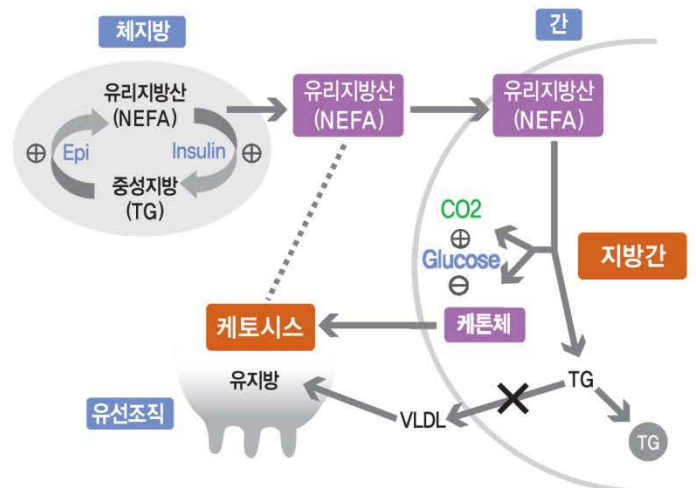 체지방
간
유리지방산
(NEFA)
⊕ Epi
Insulin ⊕
중성지방
(TG)
유리지방산
(NEFA)
유리지방산
(NEFA)
CO2
⊕
Glucose
⊖
지방간
케톤체
케토시스
유지방
유선조직
VLDL
TG
TG